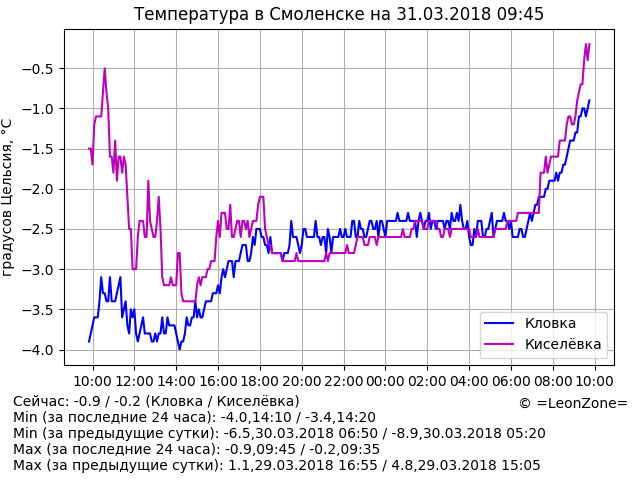 Температура в Смоленске на 31.03.2018 09:45
градусов Цельсия, °C
−0.5
−1.0
−1.5
−2.0
−2.5
−3.0
−3.5
−4.0
Кловка
Киселёвка
10:00 12:00 14:00 16:00 18:00 20:00 22:00 00:00 02:00 04:00 06:00 08:00 10:00
Сейчас: -0.9 / -0.2 (Кловка / Киселёвка)
© =LeonZone=
Min (за последние 24 часа): -4.0,14:10 / -3.4,14:20
Min (за предыдущие сутки): -6.5,30.03.2018 06:50 / -8.9,30.03.2018 05:20
Max (за последние 24 часа): -0.9,09:45 / -0.2,09:35
Max (за предыдущие сутки): 1.1,29.03.2018 16:55 / 4.8,29.03.2018 15:05